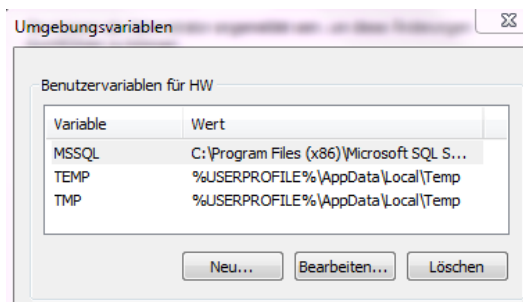 Umgebungsvariablen
Benutzervariablen für HW
Variable Wert
MSSQL C:\Program Files (x86)\Microsoft SQL S...
TEMP %USERPROFILE%\AppData\Local\Temp
TMP %USERPROFILE%\AppData\Local\Temp
Neu... Bearbeiten... Löschen